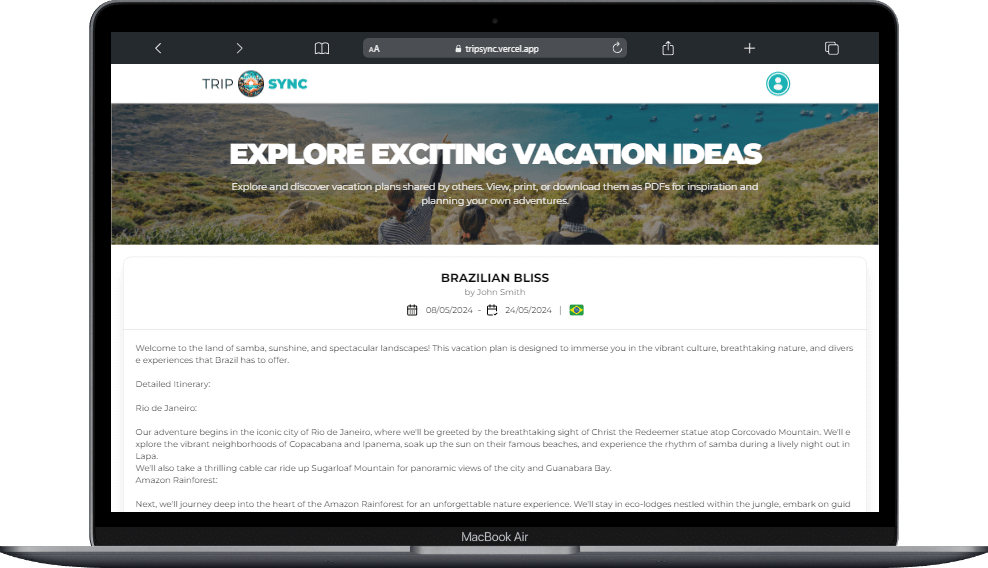 AA tripsync.vercel.app
TRIP SYNC
EXPLORE EXCITING VACATION IDEAS
Explore and discover vacation plans shared by others. View, print, or download them as PDFs for inspiration and
planning your own adventures.
BRAZILIAN BLISS
by John Smith
08/05/2024 - 24/05/2024 |
Welcome to the land of samba, sunshine, and spectacular landscapes! This vacation plan is designed to immerse you in the vibrant culture, breathtaking nature, and divers
e experiences that Brazil has to offer.
Detailed Itinerary:
Rio de Janeiro:
Our adventure begins in the iconic city of Rio de Janeiro, where we'll be greeted by the breathtaking sight of Christ the Redeemer statue atop Corcovado Mountain. We'll e
xplore the vibrant neighborhoods of Copacabana and Ipanema, soak up the sun on their famous beaches, and experience the rhythm of samba during a lively night out in
Lapa.
We'll also take a thrilling cable car ride up Sugarloaf Mountain for panoramic views of the city and Guanabara Bay.
Amazon Rainforest:
Next, we'll journey deep into the heart of the Amazon Rainforest for an unforgettable nature experience. We'll stay in eco-lodges nestled within the jungle, embark on guid
MacBook Air